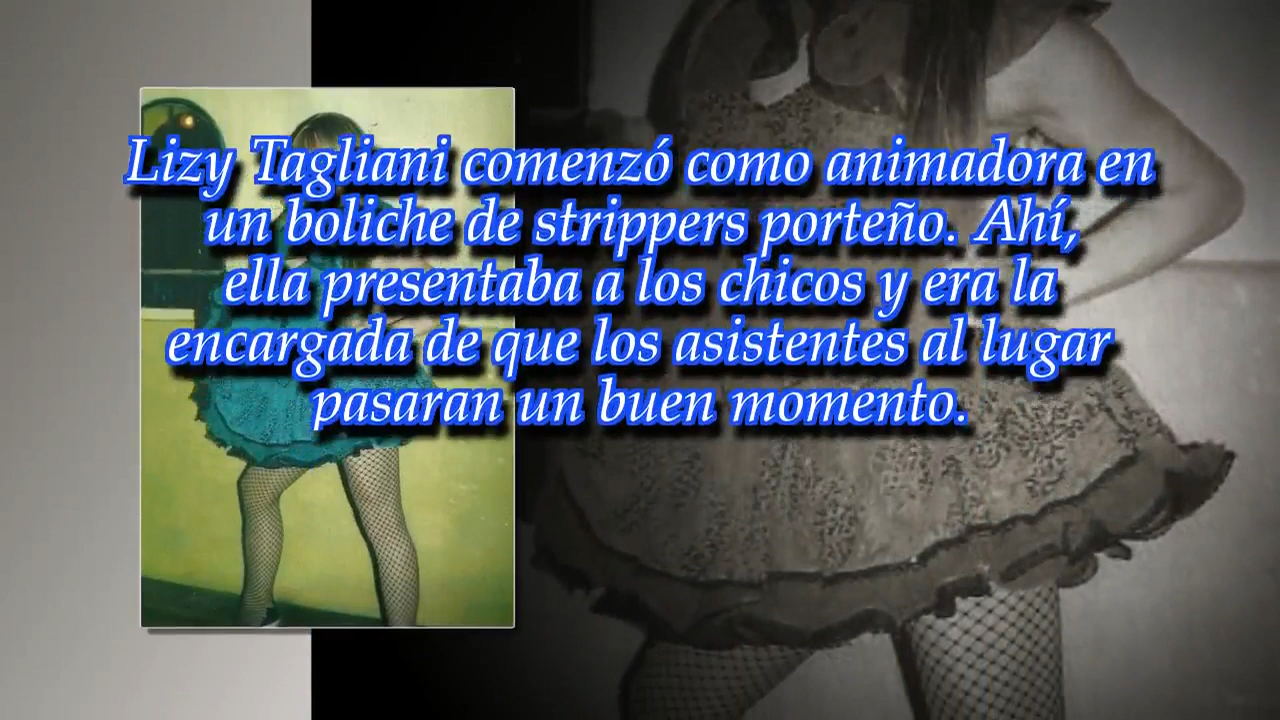 Lizy Tagliani comenzó como animadora en
un boliche de strippers porteño. Ahí,
ella presentaba a los chicos y era la
encargada de que los asistentes al lugar
pasaran un buen momento.